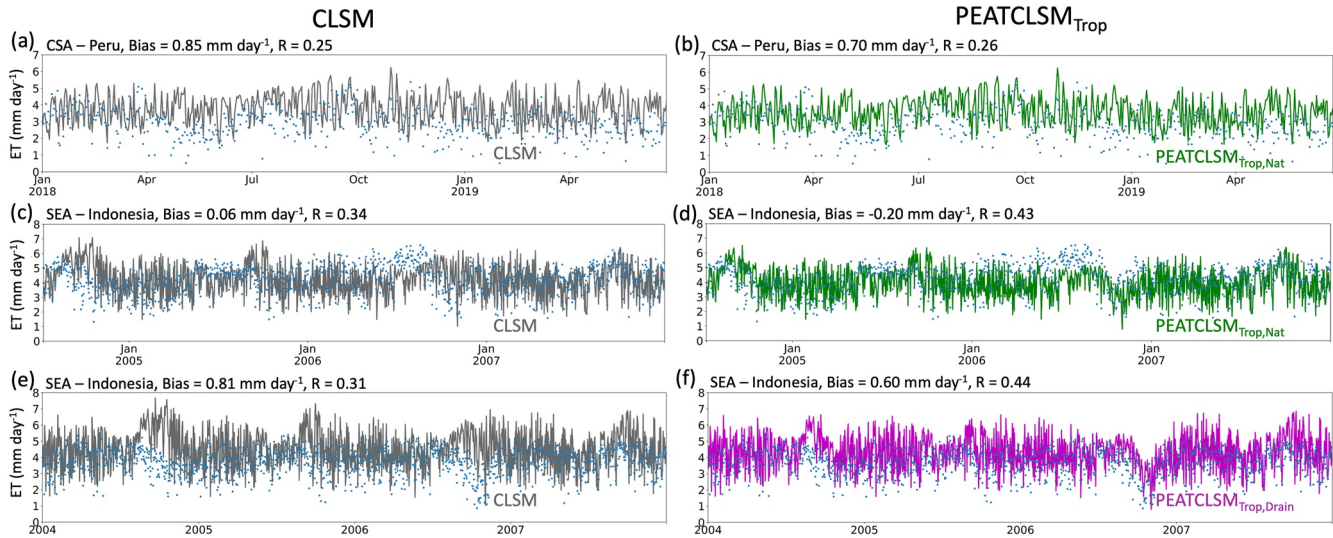 CLSM
PEATCLSM Trop
(a) CSA – Peru, Bias = 0.85 mm day-1, R = 0.25
ET (mm day-1)
7
6
5
4
3
2
1
0
CLSM
Jan
2018
Apr
Jul
Oct
Jan
2019
Apr
(b) CSA – Peru, Bias = 0.70 mm day-1, R = 0.26
7
6
5
4
3
2
1
0
PEATCLSM Trop,Nat
Jan
2018
Apr
Jul
Oct
Jan
2019
Apr
(c) SEA – Indonesia, Bias = 0.06 mm day-1, R = 0.34
ET (mm day-1)
8
7
6
5
4
3
2
1
0
CLSM
Jan
2005
Jan
2006
Jan
2007
(d) SEA – Indonesia, Bias = -0.20 mm day-1, R = 0.43
8
7
6
5
4
3
2
1
0
PEATCLSM Trop,Nat
Jan
2005
Jan
2006
Jan
2007
(e) SEA – Indonesia, Bias = 0.81 mm day-1, R = 0.31
ET (mm day-1)
8
7
6
5
4
3
2
1
0
CLSM
2004
2005
2006
2007
(f) SEA – Indonesia, Bias = 0.60 mm day-1, R = 0.44
8
7
6
5
4
3
2
1
0
PEATCLSM Trop,Drain
2004
2005
2006
2007